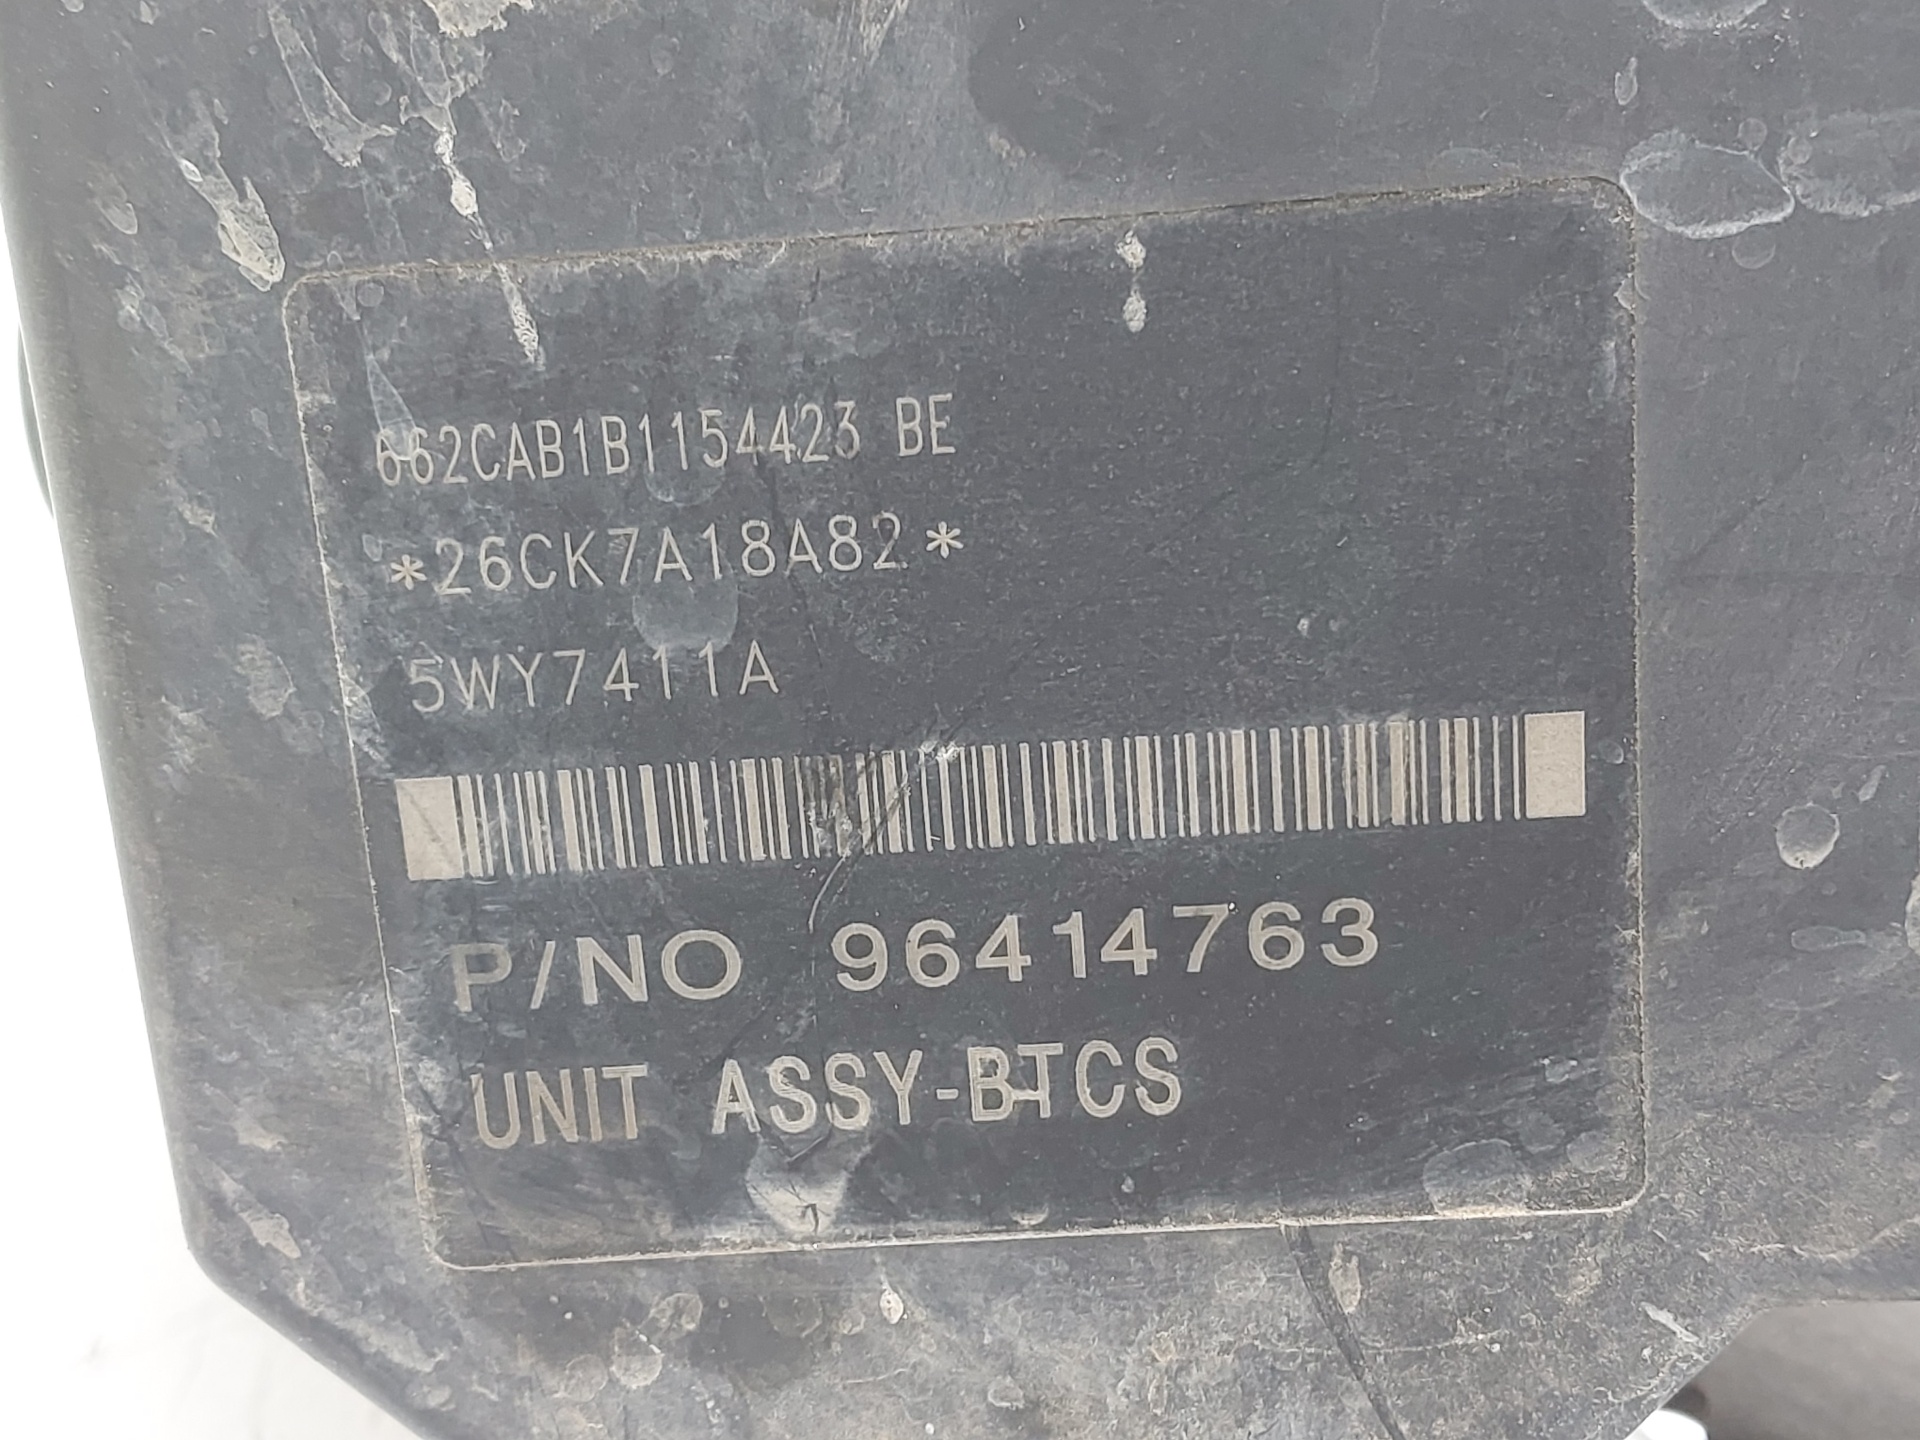 662CAB1B1154423 BE
*26CK7A18A82*
5WY7411A
P/NO 96414763
UNIT ASSY-BTCS